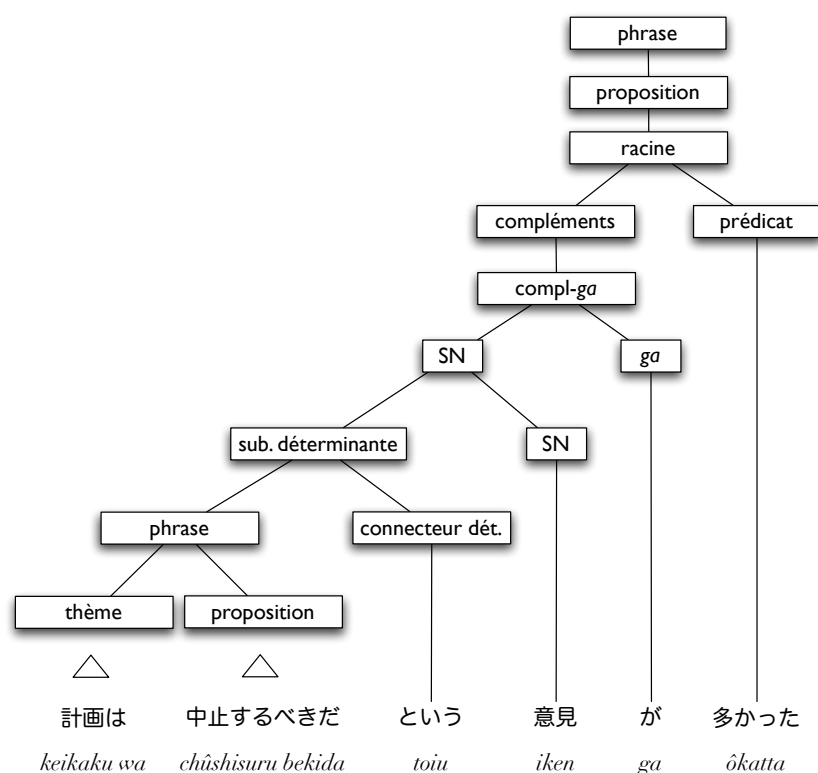 phrase
proposition
racine
compléments prédicat
compl-ga
SN ga
sub. déterminante SN
phrase connecteur dét.
thème proposition
計画は 中止するべきだ という 意見 が 多かった
keikaku wa chûshisuru bekida toiu iken ga ôkatta